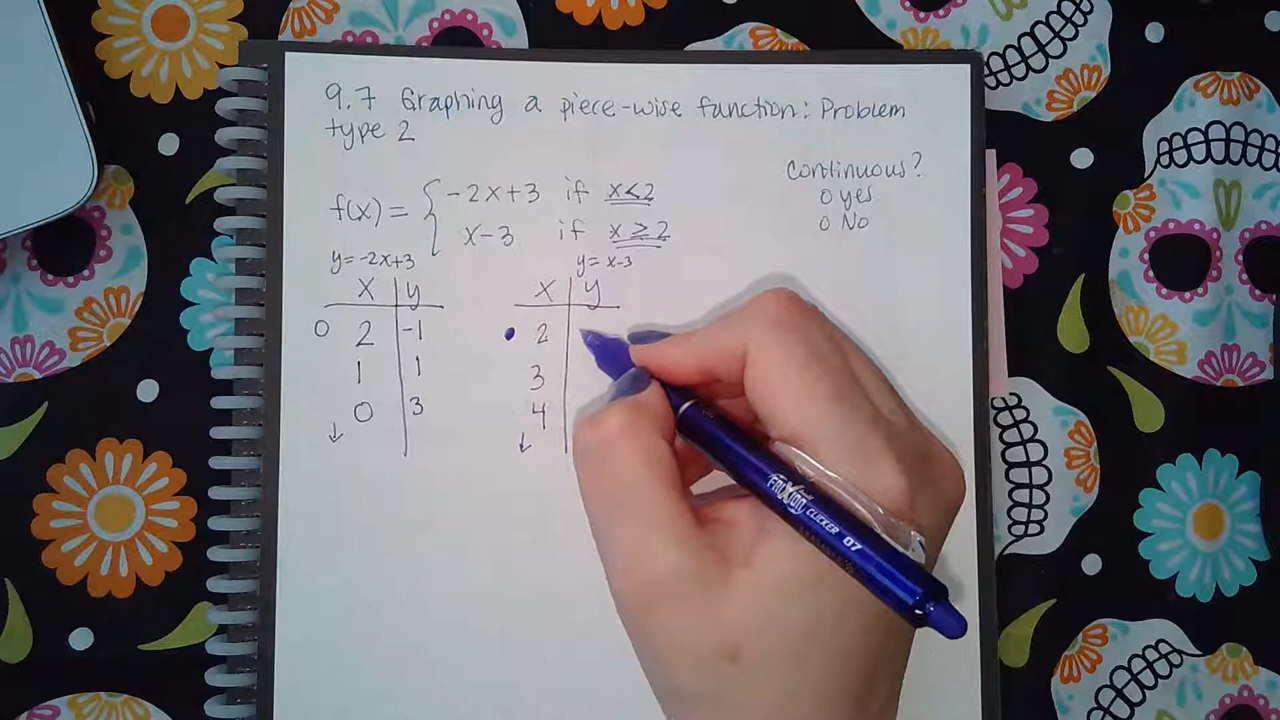 9.7 Graphing a piece-wise function: Problem
type 2
Continuous?
o yes
o No
f(x) = { -2x+3 if x<2
x-3 if x ≥ 2
y = -2x+3
y = x-3
x y
O 2 -1
1 1
0 3
↓
x y
• 2
3
4
↓
FriXion CLICKER 07